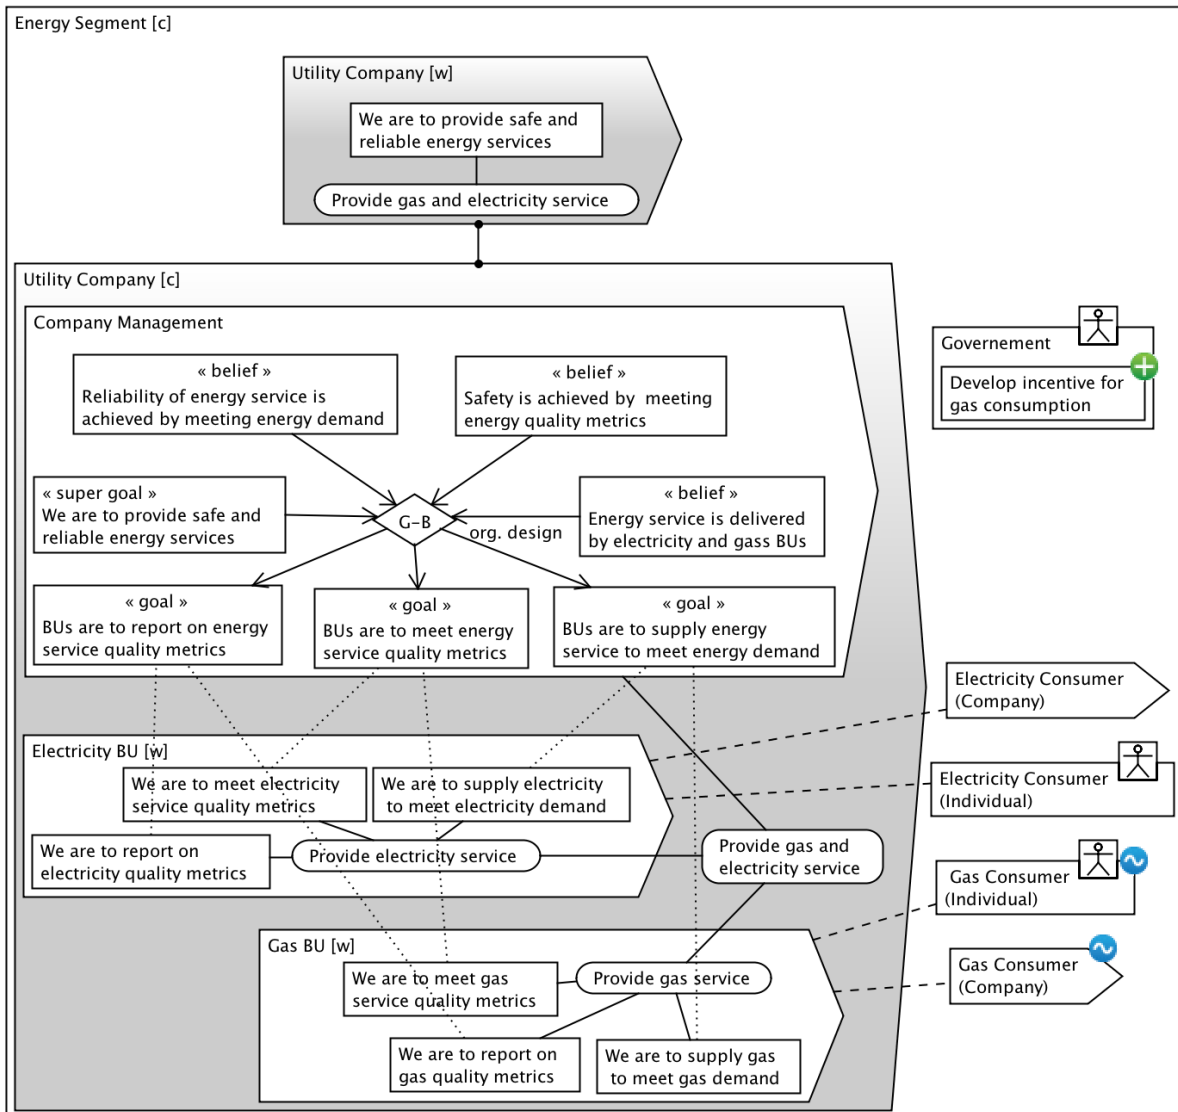 Energy Segment [c]
Utility Company [w]
We are to provide safe and
reliable energy services
Provide gas and electricity service
Utility Company [c]
Company Management
« belief »
Reliability of energy service is
achieved by meeting energy demand
« belief »
Safety is achieved by  meeting
energy quality metrics
Governement
Develop incentive for
gas consumption
« super goal »
We are to provide safe and
reliable energy services
G-B
org. design
« belief »
Energy service is delivered
by electricity and gass BUs
« goal »
BUs are to report on energy
service quality metrics
« goal »
BUs are to meet energy
service quality metrics
« goal »
BUs are to supply energy
service to meet energy demand
Electricity Consumer
(Company)
Electricity BU [w]
We are to meet electricity
service quality metrics
We are to supply electricity
to meet electricity demand
Electricity Consumer
(Individual)
We are to report on
electricity quality metrics
Provide electricity service
Provide gas and
electricity service
Gas Consumer
(Individual)
Gas BU [w]
We are to meet gas
service quality metrics
Provide gas service
Gas Consumer
(Company)
We are to report on
gas quality metrics
We are to supply gas
to meet gas demand